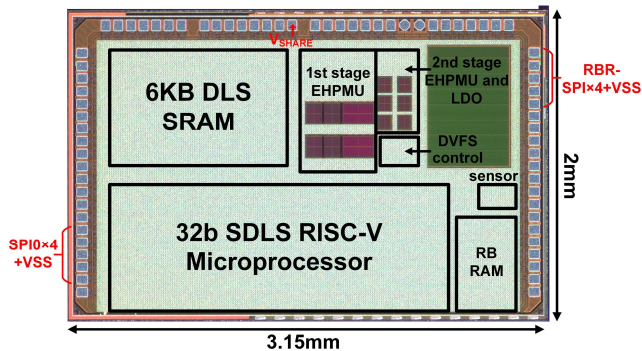 V_SHARE
6KB DLS
SRAM
1st stage
EHPMU
2nd stage
EHPMU and
LDO
DVFS
control
sensor
RBR-
SPI×4+VSS
2mm
32b SDLS RISC-V
Microprocessor
RB
RAM
SPI0×4
+VSS
3.15mm